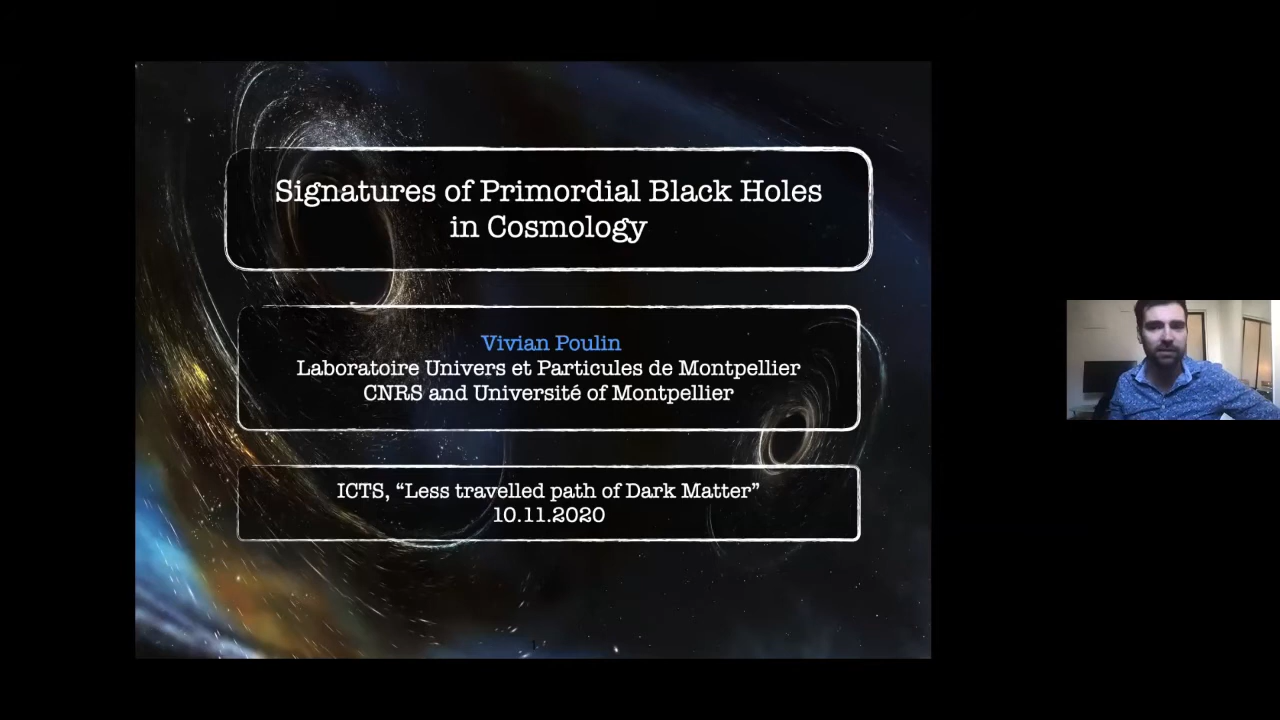 Signatures of Primordial Black Holes
in Cosmology
Vivian Poulin
Laboratoire Univers et Particules de Montpellier
CNRS and Université of Montpellier
ICTS, “Less travelled path of Dark Matter”
10.11.2020
1